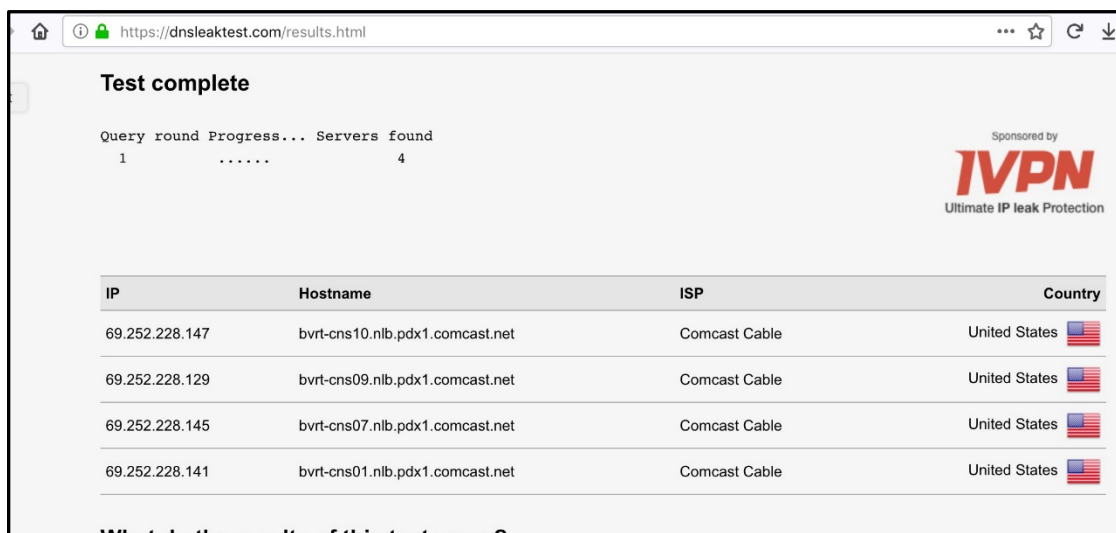 https://dnsleaktest.com/results.html
Test complete
Query round Progress... Servers found
1 ...... 4
Sponsored by
IVPN
Ultimate IP leak Protection
IP Hostname ISP Country
69.252.228.147 bvrt-cns10.nlb.pdx1.comcast.net Comcast Cable United States
69.252.228.129 bvrt-cns09.nlb.pdx1.comcast.net Comcast Cable United States
69.252.228.145 bvrt-cns07.nlb.pdx1.comcast.net Comcast Cable United States
69.252.228.141 bvrt-cns01.nlb.pdx1.comcast.net Comcast Cable United States